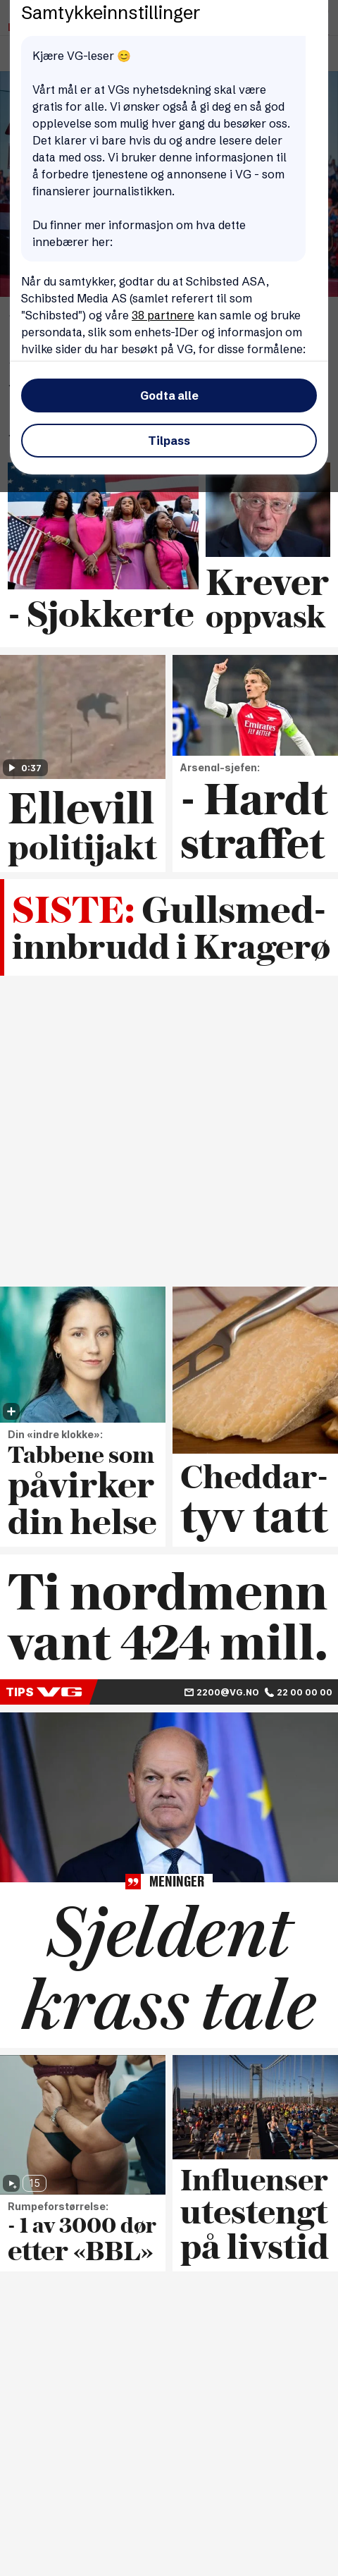 Samtykkeinnstillinger
Kjære VG-leser 😊
Vårt mål er at VGs nyhetsdekning skal være
gratis for alle. Vi ønsker også å gi deg en så god
opplevelse som mulig hver gang du besøker oss.
Det klarer vi bare hvis du og andre lesere deler
data med oss. Vi bruker denne informasjonen til
å forbedre tjenestene og annonsene i VG - som
finansierer journalistikken.
Du finner mer informasjon om hva dette
innebærer her:
Når du samtykker, godtar du at Schibsted ASA,
Schibsted Media AS (samlet referert til som
"Schibsted") og våre 38 partnere kan samle og bruke
persondata, slik som enhets-IDer og informasjon om
hvilke sider du har besøkt på VG, for disse formålene:
Godta alle
Tilpass
- Sjokkerte
Krever
oppvask
0:37
Ellevill
politijakt
Arsenal-sjefen:
- Hardt
straffet
SISTE: Gullsmed-
innbrudd i Kragerø
Din «indre klokke»:
Tabbene som
påvirker
din helse
Cheddar-
tyv tatt
Ti nordmenn
vant 424 mill.
TIPS VG 2200@VG.NO 22 00 00 00
MENINGER
Sjeldent
krass tale
15
Rumpeforstørrelse:
- 1 av 3000 dør
etter «BBL»
Influenser
utestengt
på livstid